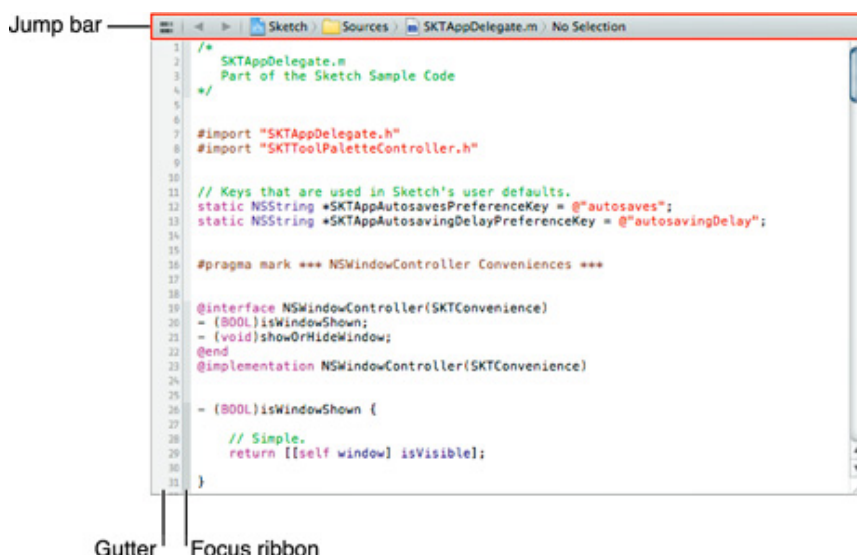 Jump bar
Sketch Sources SKTAppDelegate.m No Selection
1 /*
2 SKTAppDelegate.m
3 Part of the Sketch Sample Code
4 */
5
6
7 #import "SKTAppDelegate.h"
8 #import "SKTToolPaletteController.h"
9
10
11 // Keys that are used in Sketch's user defaults.
12 static NSString *SKTAppAutosavesPreferenceKey = @"autosaves";
13 static NSString *SKTAppAutosavingDelayPreferenceKey = @"autosavingDelay";
14
15
16 #pragma mark *** NSWindowController Conveniences ***
17
18
19 @interface NSWindowController(SKTConvenience)
20 - (BOOL)isWindowShown;
21 - (void)showOrHideWindow;
22 @end
23 @implementation NSWindowController(SKTConvenience)
24
25
26 - (BOOL)isWindowShown {
27
28 // Simple.
29 return [[self window] isVisible];
30
31 }
Gutter Focus ribbon